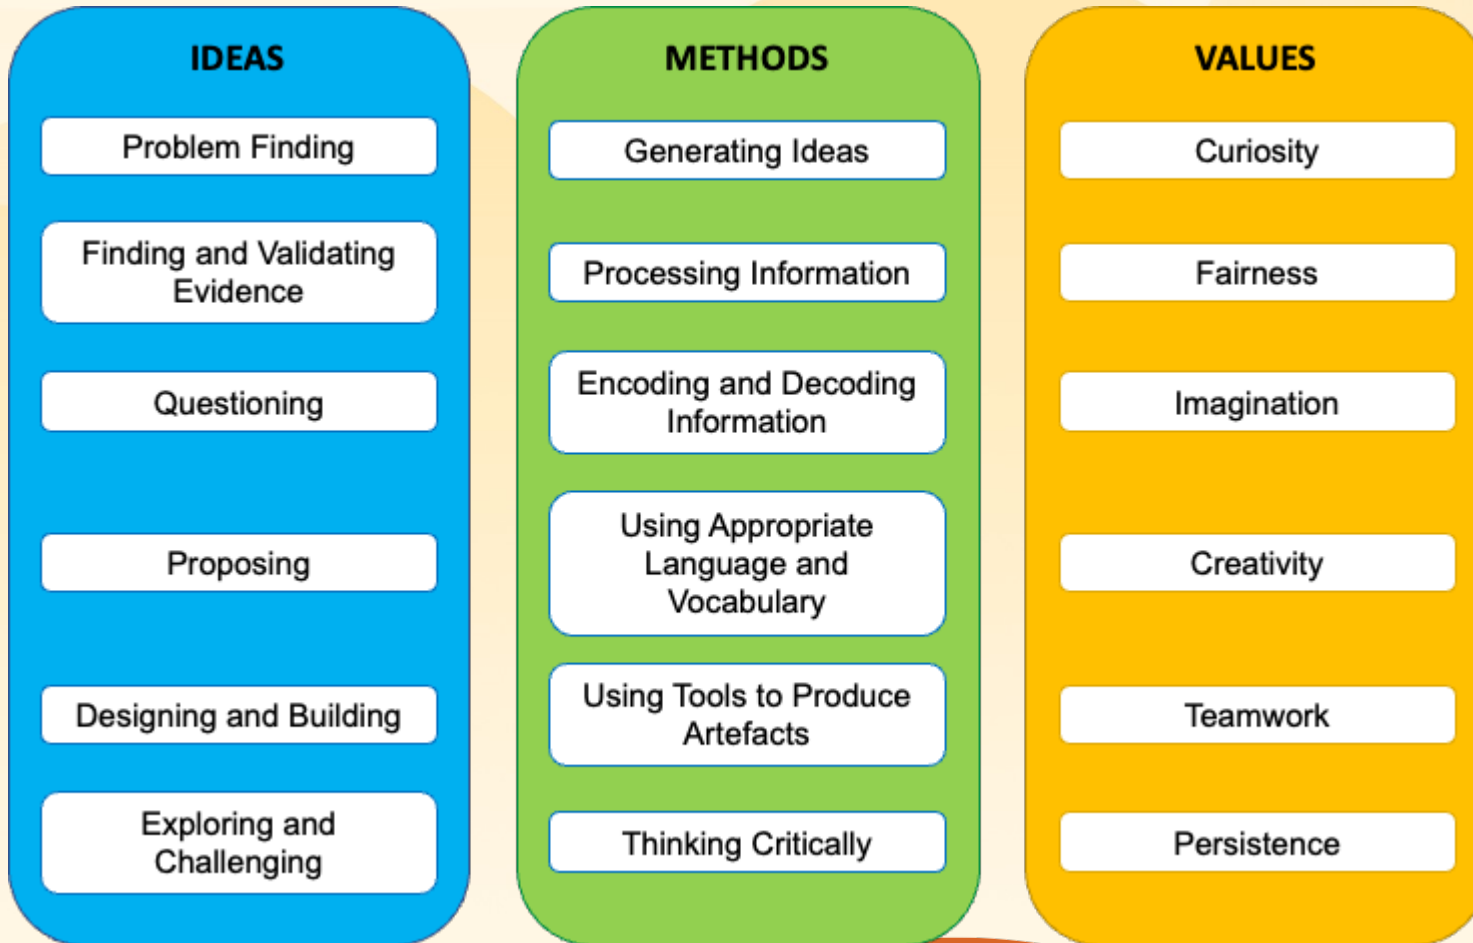 IDEAS
Problem Finding
Finding and Validating
Evidence
Questioning
Proposing
Designing and Building
Exploring and
Challenging
METHODS
Generating Ideas
Processing Information
Encoding and Decoding
Information
Using Appropriate
Language and
Vocabulary
Using Tools to Produce
Artefacts
Thinking Critically
VALUES
Curiosity
Fairness
Imagination
Creativity
Teamwork
Persistence